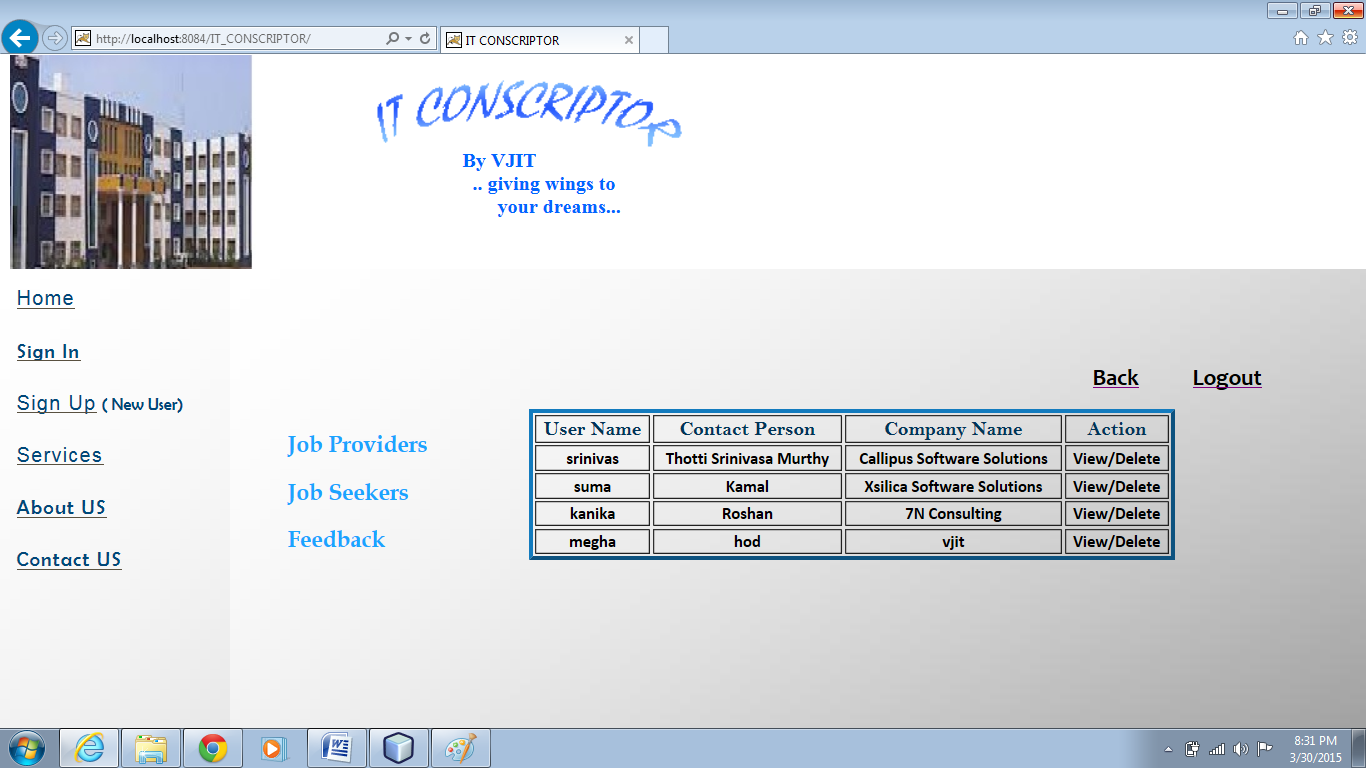 http://localhost:8084/IT_CONSCRIPTOR/
IT CONSCRIPTOR
IT CONSCRIPTOR
By VJIT
.. giving wings to
your dreams...
Home
Sign In
Sign Up ( New User)
Services
About US
Contact US
Back Logout
Job Providers
Job Seekers
Feedback
User Name Contact Person Company Name Action
srinivas Thotti Srinivasa Murthy Callipus Software Solutions View/Delete
suma Kamal Xsilica Software Solutions View/Delete
kanika Roshan 7N Consulting View/Delete
megha hod vjit View/Delete
8:31 PM
3/30/2015